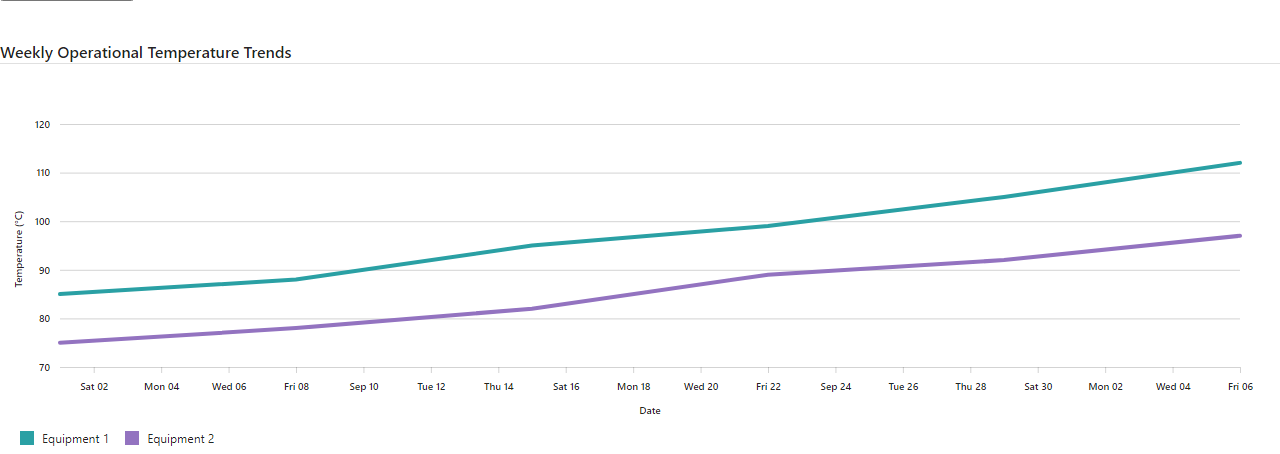 Weekly Operational Temperature Trends
120
110
100
90
80
70
Temperature (°C)
Sat 02 Mon 04 Wed 06 Fri 08 Sep 10 Tue 12 Thu 14 Sat 16 Mon 18 Wed 20 Fri 22 Sep 24 Tue 26 Thu 28 Sat 30 Mon 02 Wed 04 Fri 06
Date
Equipment 1 Equipment 2